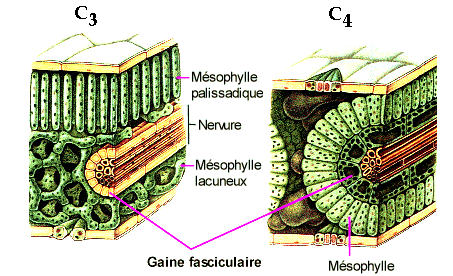 C3
C4
Mésophylle
palissadique
Nervure
Mésophylle
lacuneux
Gaine fasciculaire
Mésophylle